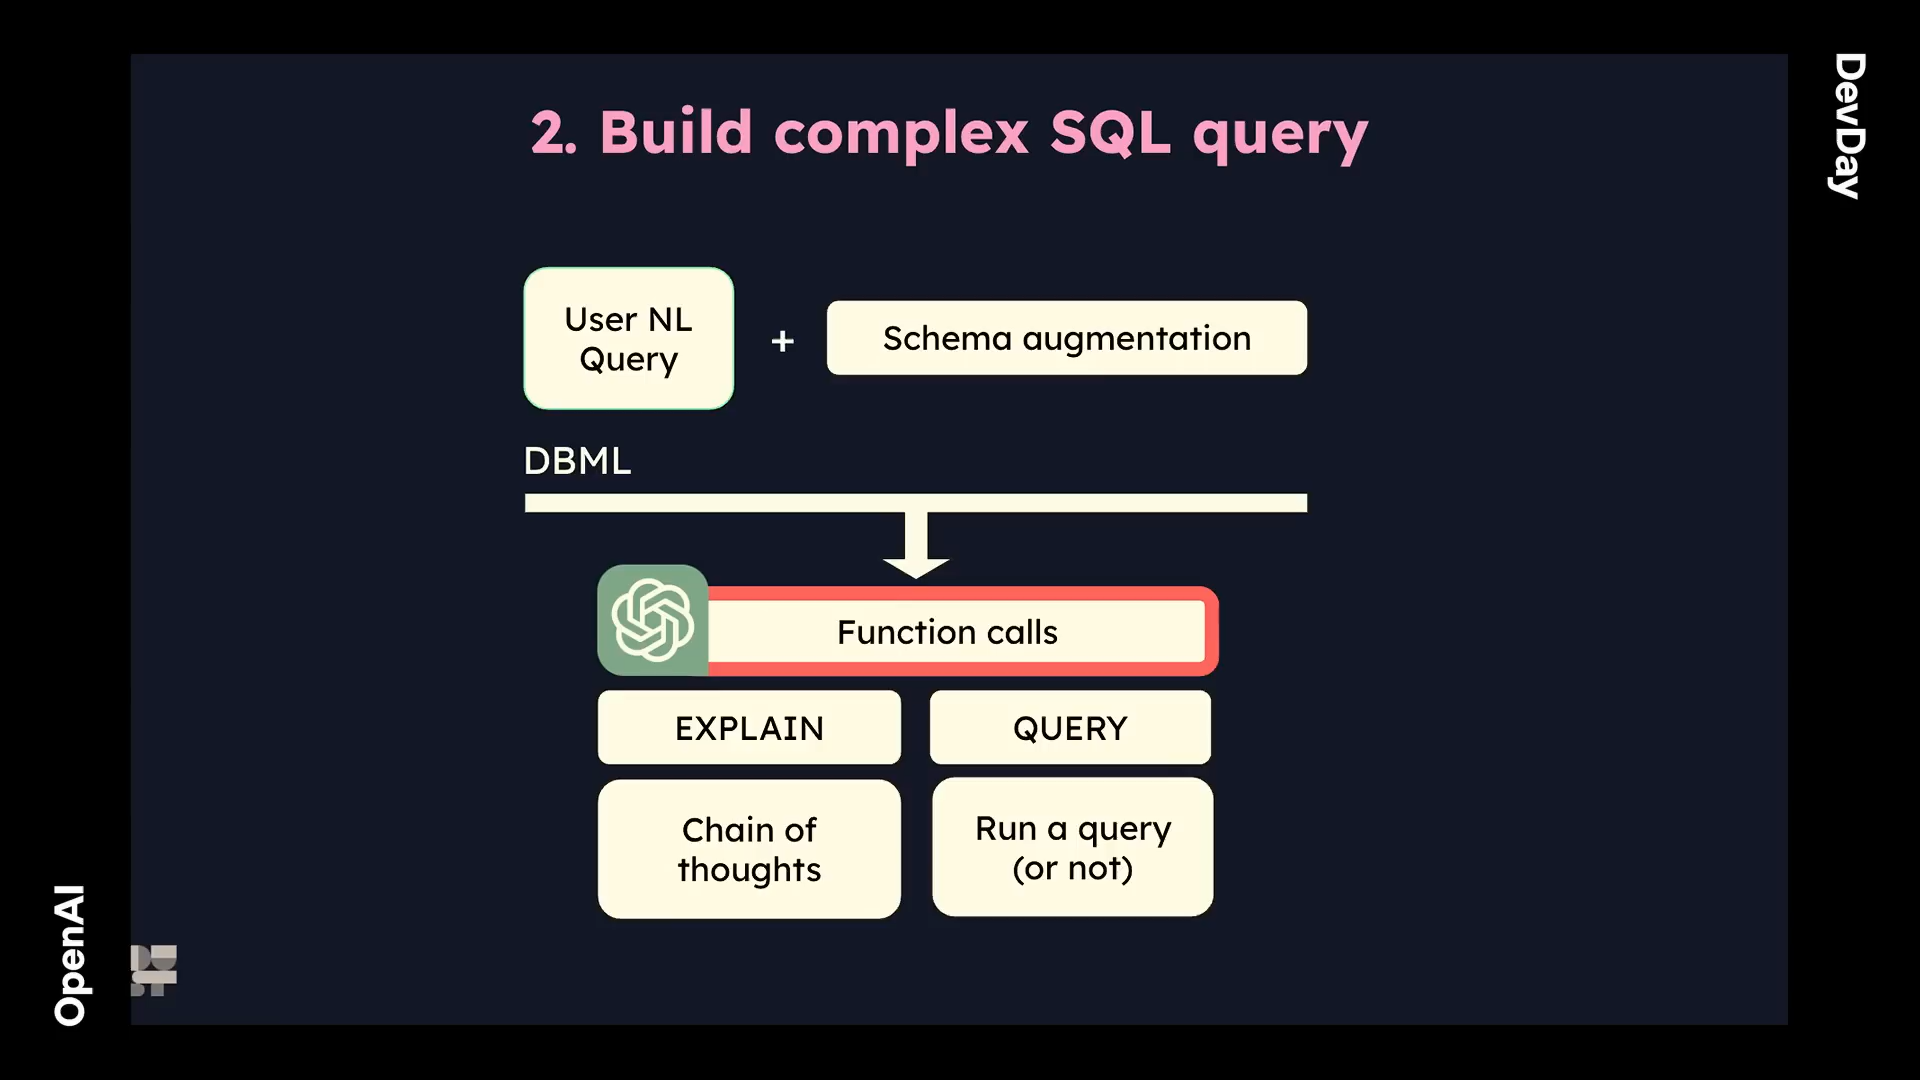 DevDay
2. Build complex SQL query
User NL
Query
+
Schema augmentation
DBML
Function calls
EXPLAIN
QUERY
Chain of
thoughts
Run a query
(or not)
OpenAI